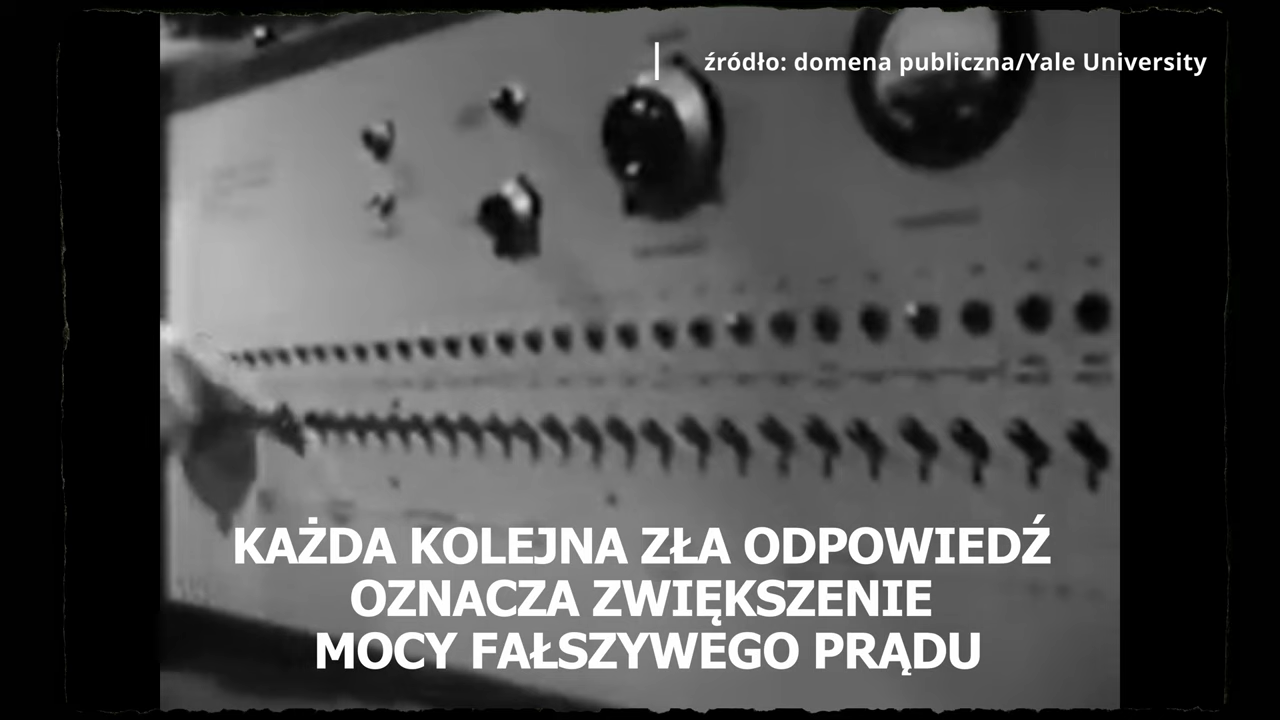 źródło: domena publiczna/Yale University
KAŻDA KOLEJNA ZŁA ODPOWIEDŹ
OZNACZA ZWIĘKSZENIE
MOCY FAŁSZYWEGO PRĄDU